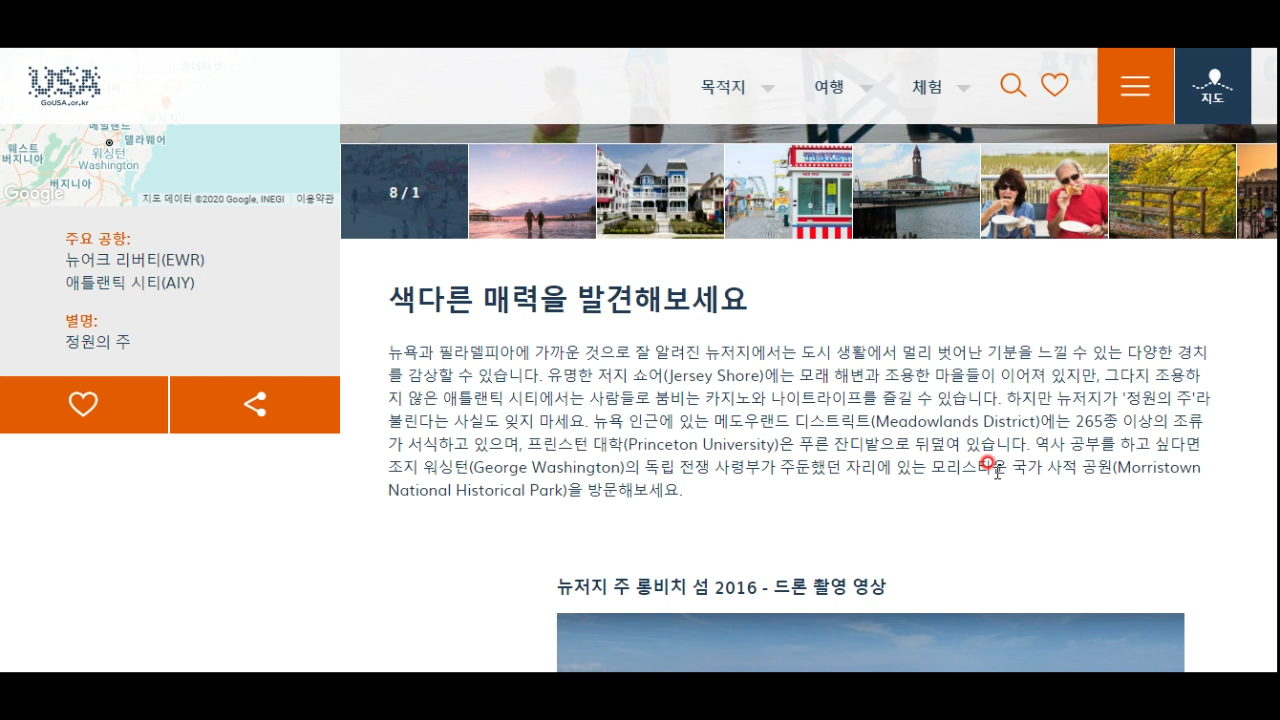 USA
GoUSA.or.kr
목적지
여행
체험
지도
메릴랜드
델라웨어
웨스트
버지니아
워싱턴
Washington
버지니아
Google
지도 데이터 ©2020 Google, INEGI
이용약관
8 / 1
주요 공항:
뉴어크 리버티(EWR)
애틀랜틱 시티(AIY)
별명:
정원의 주
색다른 매력을 발견해보세요
뉴욕과 필라델피아에 가까운 것으로 잘 알려진 뉴저지에서는 도시 생활에서 멀리 벗어난 기분을 느낄 수 있는 다양한 경치
를 감상할 수 있습니다. 유명한 저지 쇼어(Jersey Shore)에는 모래 해변과 조용한 마을들이 이어져 있지만, 그다지 조용하
지 않은 애틀랜틱 시티에서는 사람들로 붐비는 카지노와 나이트라이프를 즐길 수 있습니다. 하지만 뉴저지가 '정원의 주'라
불린다는 사실도 잊지 마세요. 뉴욕 인근에 있는 메도우랜드 디스트릭트(Meadowlands District)에는 265종 이상의 조류
가 서식하고 있으며, 프린스턴 대학(Princeton University)은 푸른 잔디밭으로 뒤덮여 있습니다. 역사 공부를 하고 싶다면
조지 워싱턴(George Washington)의 독립 전쟁 사령부가 주둔했던 자리에 있는 모리스타운 국가 사적 공원(Morristown
National Historical Park)을 방문해보세요.
뉴저지 주 롱비치 섬 2016 - 드론 촬영 영상